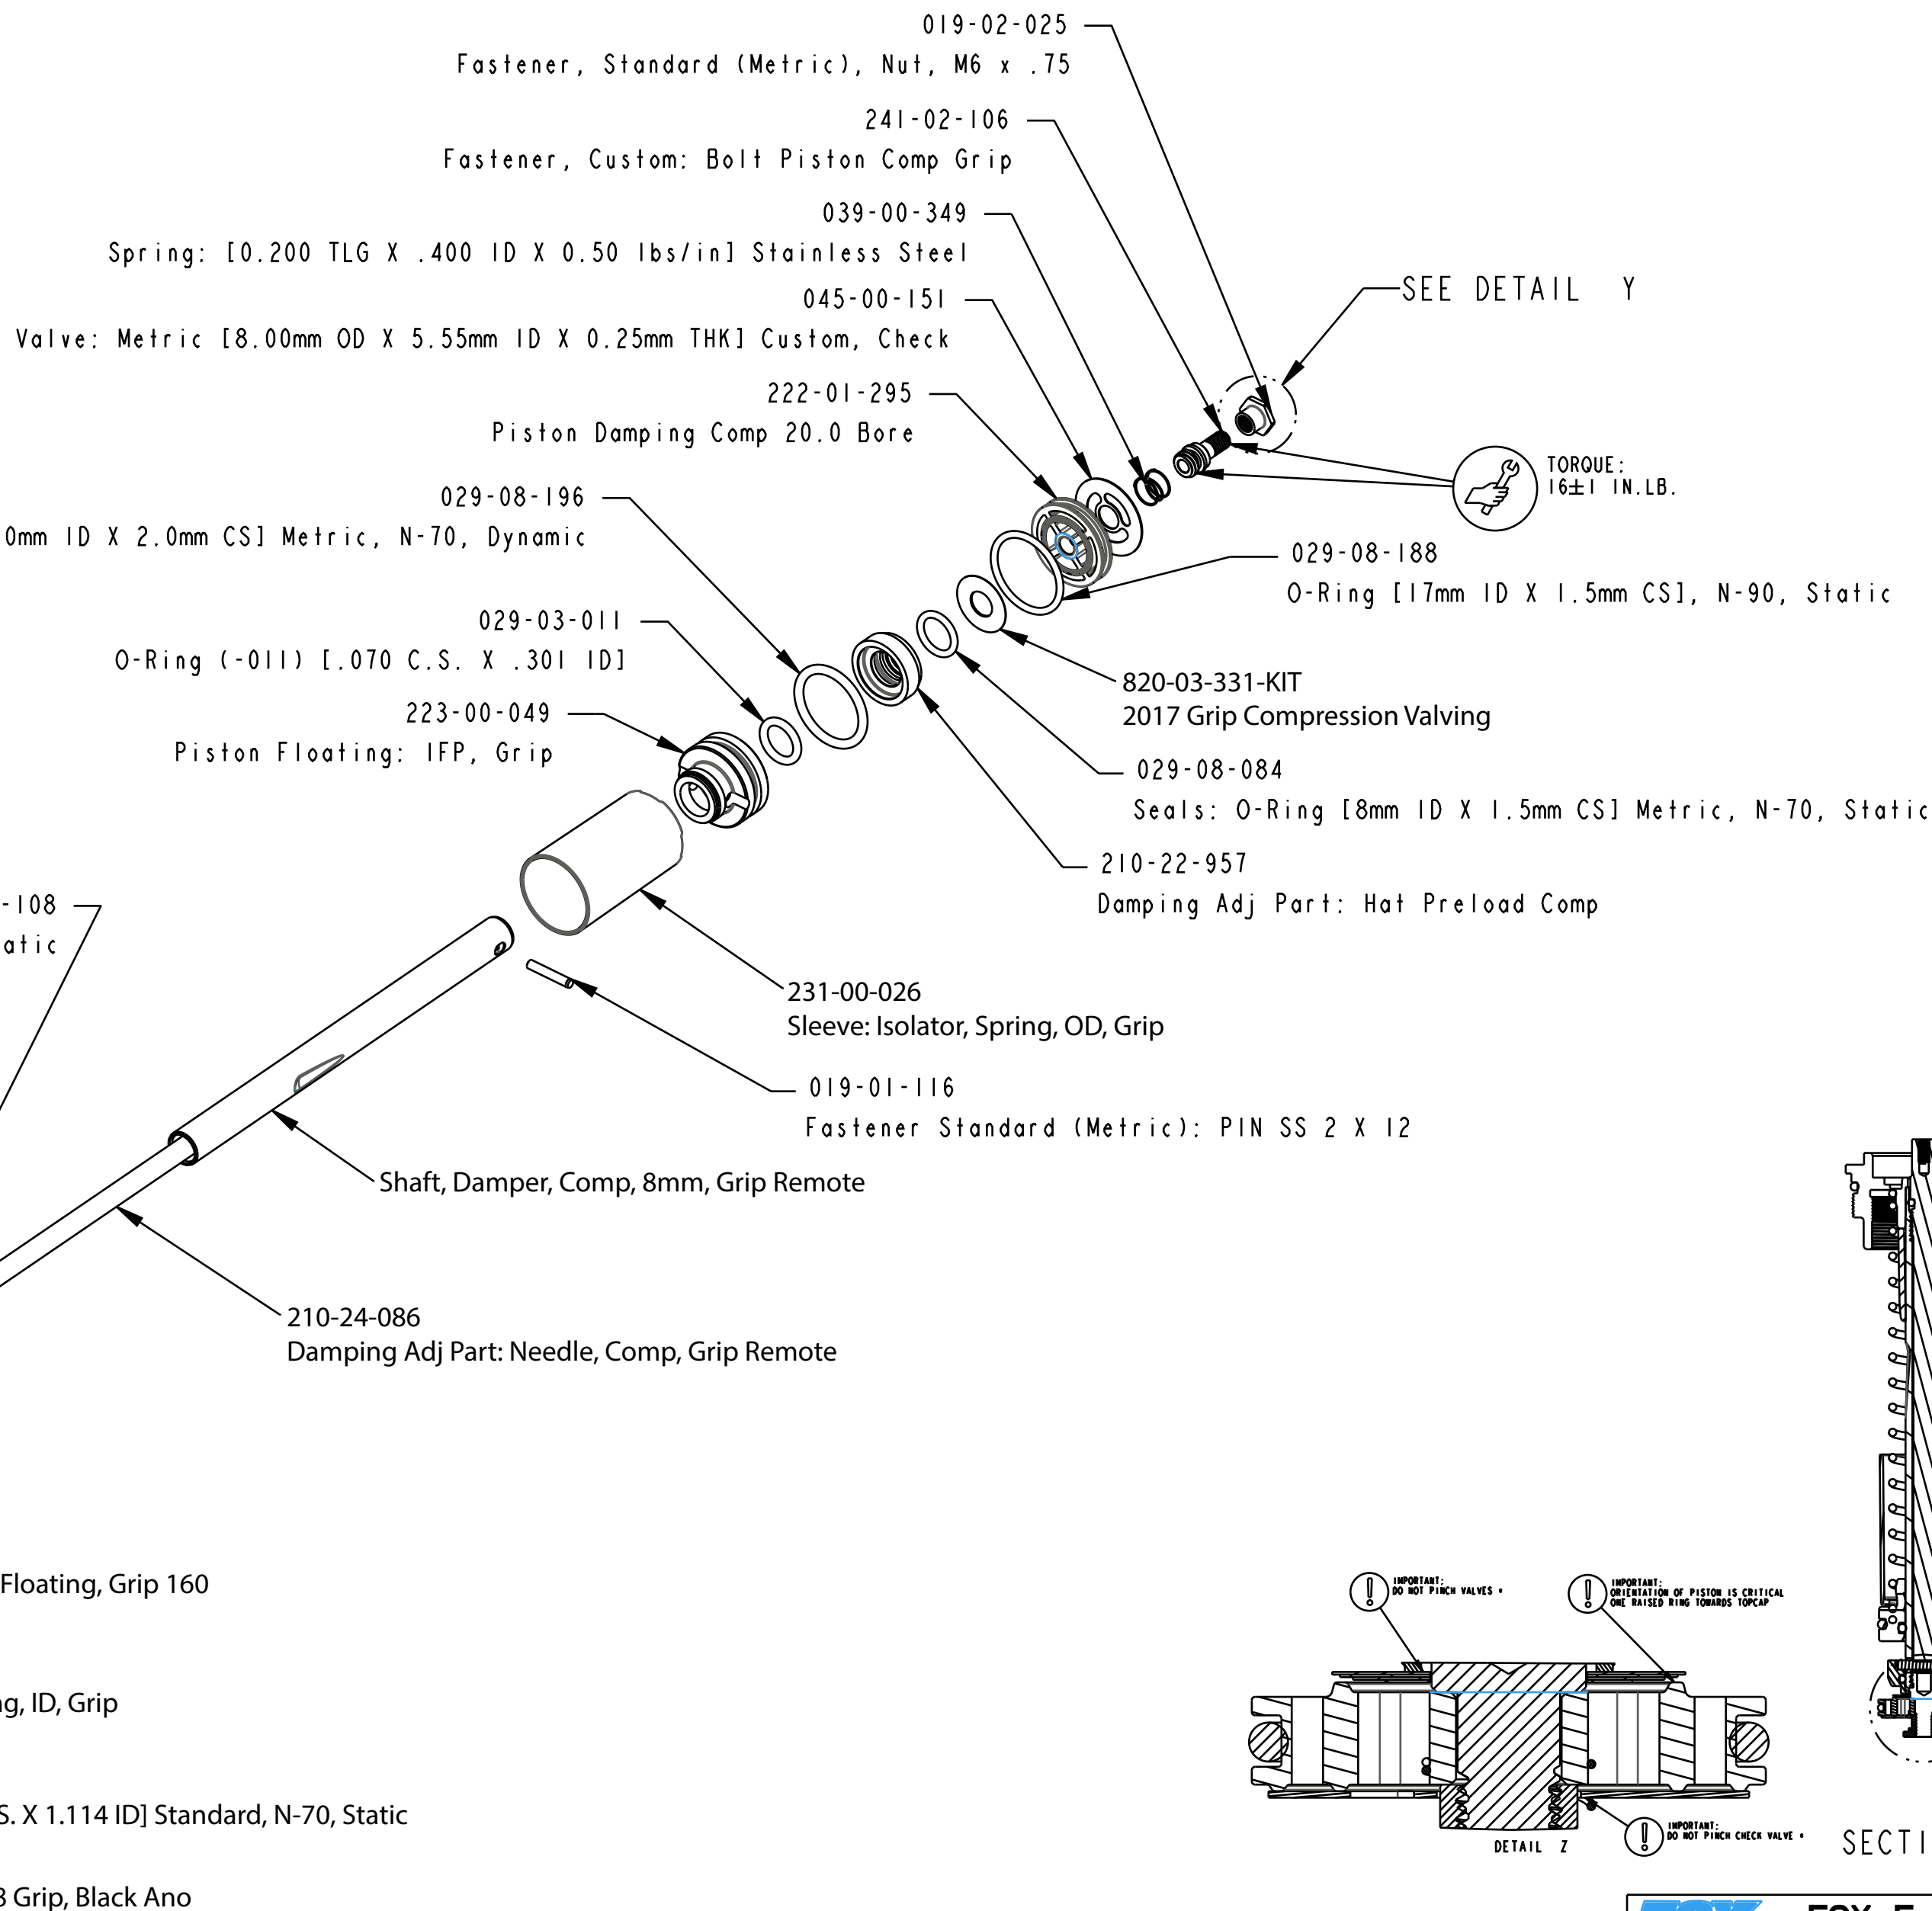 019-02-025
Fastener, Standard (Metric), Nut, M6 x .75
241-02-106
Fastener, Custom: Bolt Piston Comp Grip
039-00-349
Spring: [0.200 TLG X .400 ID X 0.50 lbs/in] Stainless Steel
SEE DETAIL Y
045-00-151
Valve: Metric [8.00mm OD X 5.55mm ID X 0.25mm THK] Custom, Check
222-01-295
Piston Damping Comp 20.0 Bore
TORQUE:
16±1 IN.LB.
029-08-196
0mm ID X 2.0mm CS] Metric, N-70, Dynamic
029-08-188
O-Ring [17mm ID X 1.5mm CS], N-90, Static
029-03-011
O-Ring (-011) [.070 C.S. X .301 ID]
820-03-331-KIT
2017 Grip Compression Valving
223-00-049
Piston Floating: IFP, Grip
029-08-084
Seals: O-Ring [8mm ID X 1.5mm CS] Metric, N-70, Static
210-22-957
Damping Adj Part: Hat Preload Comp
-108
atic
231-00-026
Sleeve: Isolator, Spring, OD, Grip
019-01-116
Fastener Standard (Metric): PIN SS 2 X 12
Shaft, Damper, Comp, 8mm, Grip Remote
210-24-086
Damping Adj Part: Needle, Comp, Grip Remote
Floating, Grip 160
IMPORTANT:
DO NOT PINCH VALVES
IMPORTANT:
ORIENTATION OF PISTON IS CRITICAL
ONE RAISED RING TOWARDS TOPCAP
g, ID, Grip
S. X 1.114 ID] Standard, N-70, Static
IMPORTANT:
DO NOT PINCH CHECK VALVE
DETAIL Z
SECTI
Grip, Black Ano